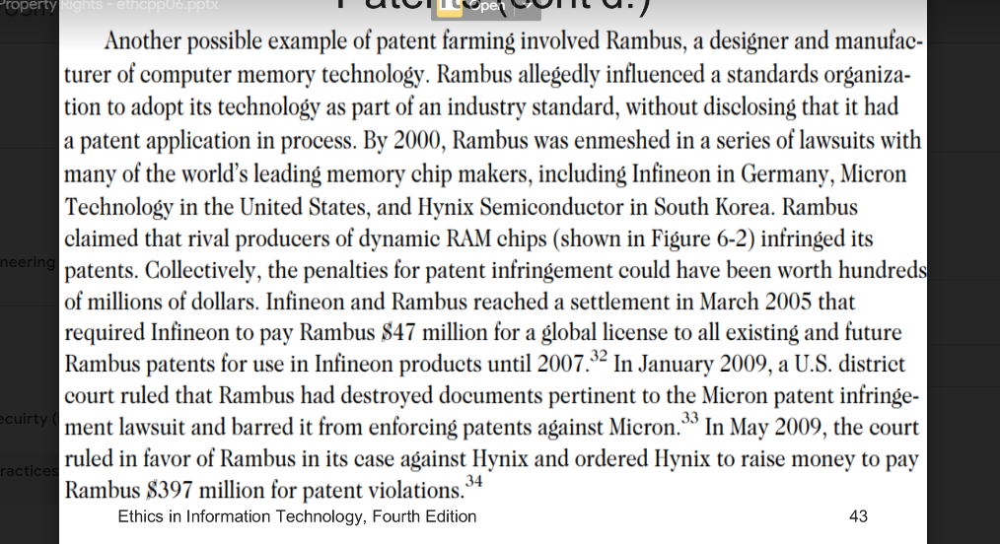 Property Rights - ethcpp06.pptx
Open
Another possible example of patent farming involved Rambus, a designer and manufac-
turer of computer memory technology. Rambus allegedly influenced a standards organiza-
tion to adopt its technology as part of an industry standard, without disclosing that it had
a patent application in process. By 2000, Rambus was enmeshed in a series of lawsuits with
many of the world's leading memory chip makers, including Infineon in Germany, Micron
Technology in the United States, and Hynix Semiconductor in South Korea. Rambus
claimed that rival producers of dynamic RAM chips (shown in Figure 6-2) infringed its
patents. Collectively, the penalties for patent infringement could have been worth hundreds
of millions of dollars. Infineon and Rambus reached a settlement in March 2005 that
required Infineon to pay Rambus $47 million for a global license to all existing and future
Rambus patents for use in Infineon products until 2007.32 In January 2009, a U.S. district
court ruled that Rambus had destroyed documents pertinent to the Micron patent infringe-
ment lawsuit and barred it from enforcing patents against Micron.33 In May 2009, the court
ruled in favor of Rambus in its case against Hynix and ordered Hynix to raise money to pay
Rambus $397 million for patent violations.34
Ethics in Information Technology, Fourth Edition 43